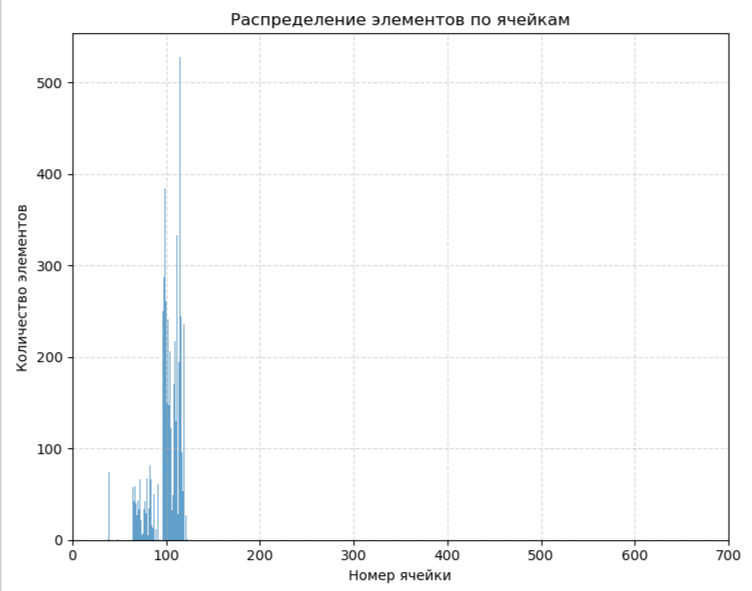 Распределение элементов по ячейкам
500
400
300
200
100
0
Количество элементов
0 100 200 300 400 500 600 700
Номер ячейки